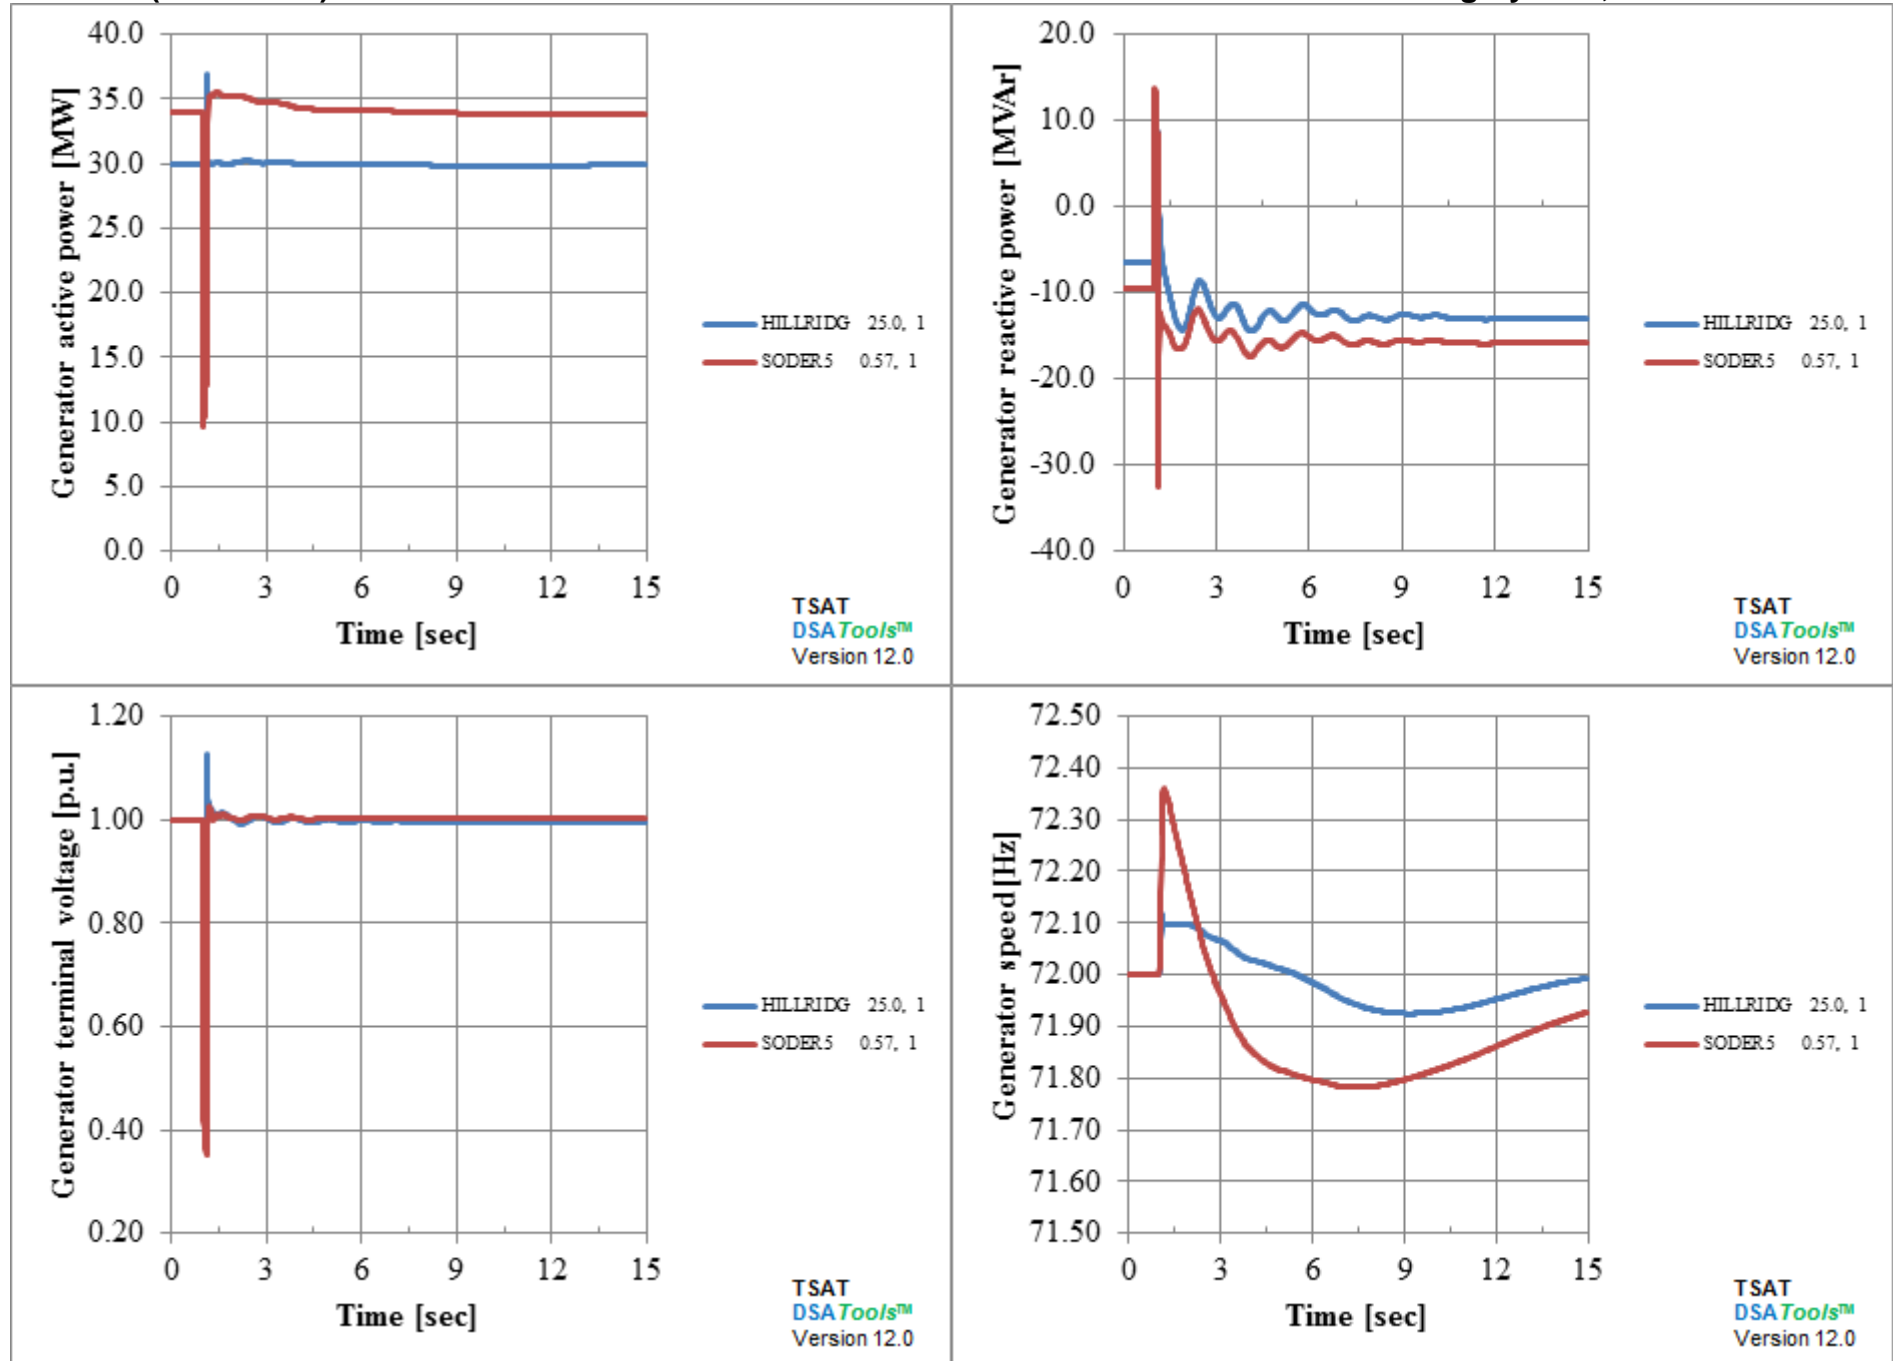 Generator active power [MW]
40.0
35.0
30.0
25.0
20.0
15.0
10.0
5.0
0.0
0 3 6 9 12 15
Time [sec]
HILLRIDG 25.0, 1
SODER5 0.57, 1
TSAT
DSATools™
Version 12.0
Generator reactive power [MVAr]
20.0
10.0
0.0
-10.0
-20.0
-30.0
-40.0
0 3 6 9 12 15
Time [sec]
HILLRIDG 25.0, 1
SODER5 0.57, 1
TSAT
DSATools™
Version 12.0
Generator terminal voltage [p.u.]
1.20
1.00
0.80
0.60
0.40
0.20
0 3 6 9 12 15
Time [sec]
HILLRIDG 25.0, 1
SODER5 0.57, 1
TSAT
DSATools™
Version 12.0
Generator speed[Hz]
72.50
72.40
72.30
72.20
72.10
72.00
71.90
71.80
71.70
71.60
71.50
0 3 6 9 12 15
Time [sec]
HILLRIDG 25.0, 1
SODER5 0.57, 1
TSAT
DSATools™
Version 12.0